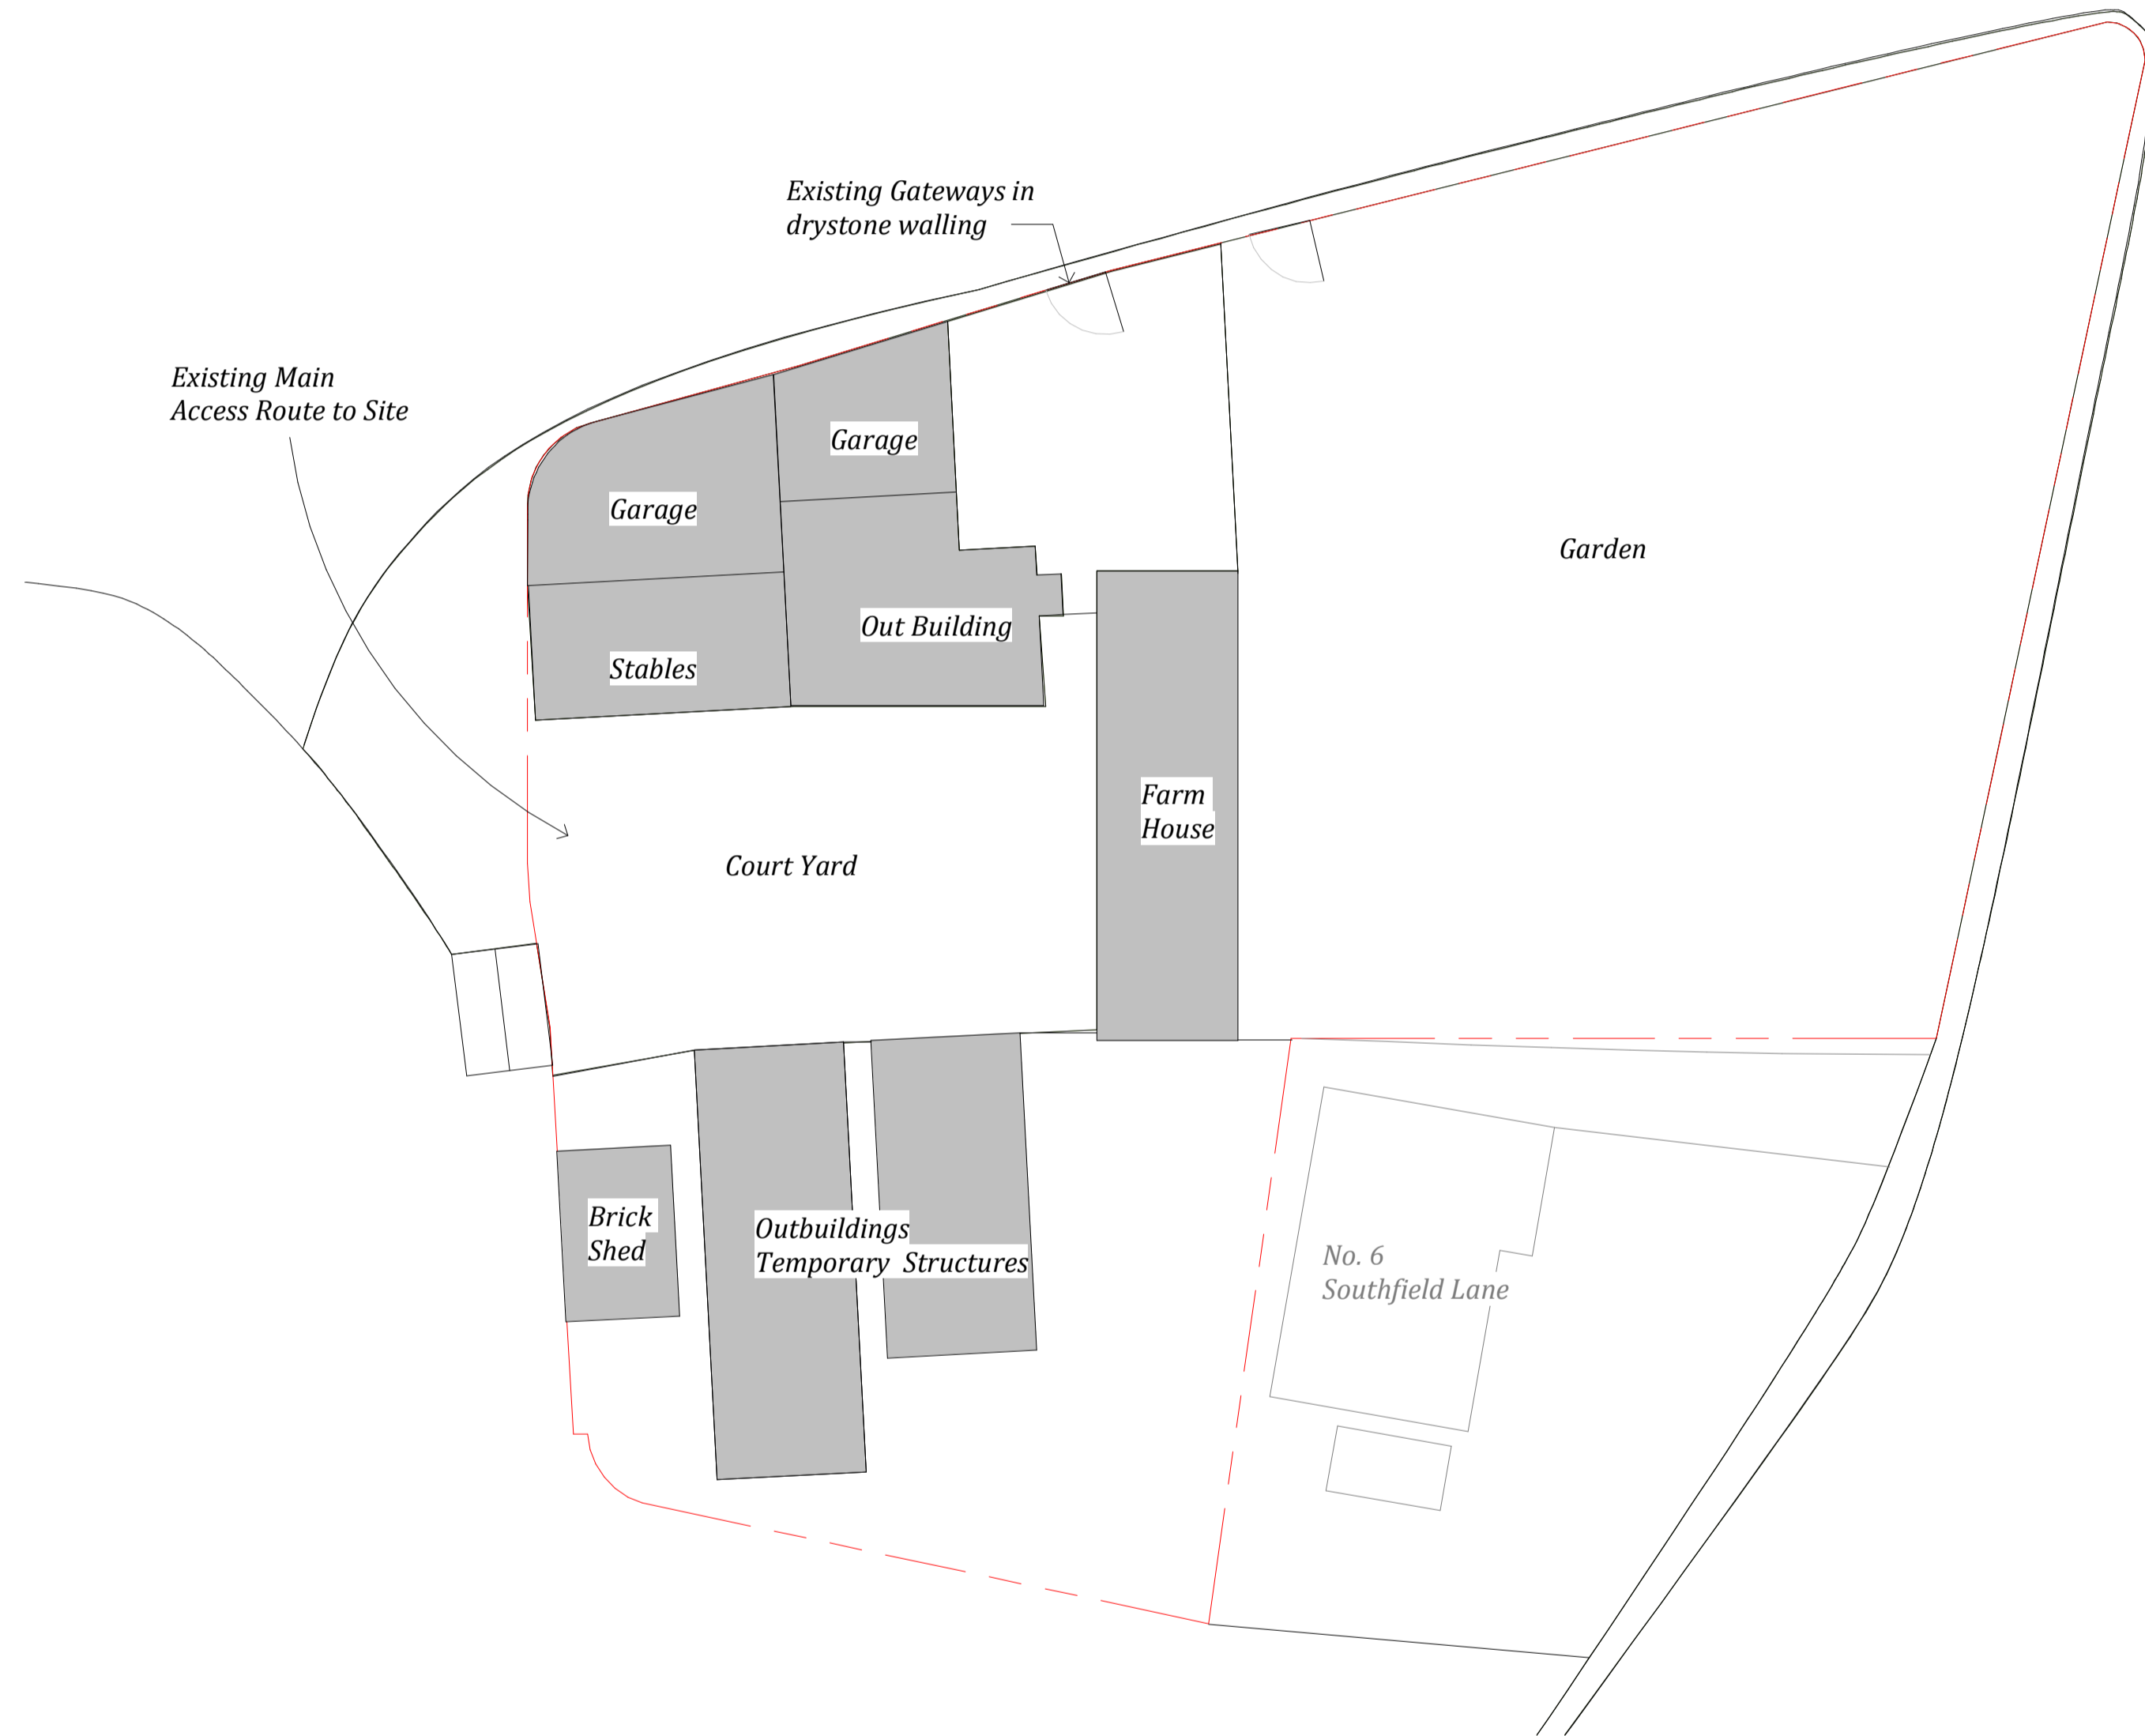 Existing Gateways in
drystone walling
Existing Main
Access Route to Site
Garage
Garage
Garden
Out Building
Stables
Farm
House
Court Yard
Brick
Shed
Outbuildings
Temporary Structures
No. 6
Southfield Lane